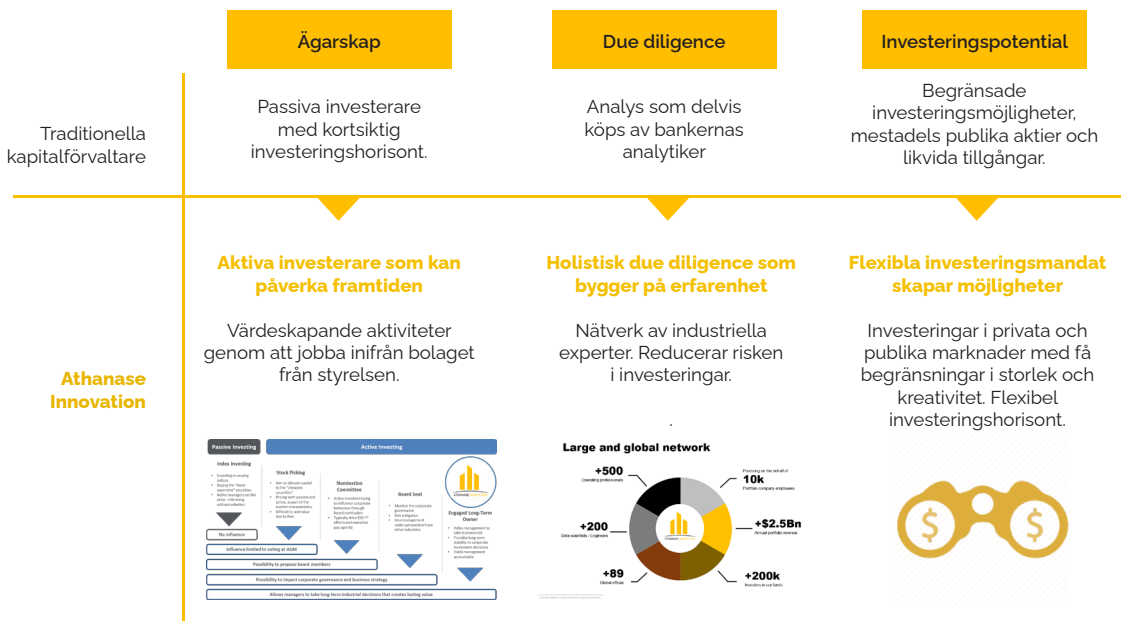 Ägarskap
Due diligence
Investeringspotential
Traditionella
kapitalförvaltare
Passiva investerare
med kortsiktig
investeringshorisont.
Analys som delvis
köps av bankernas
analytiker
Begränsade
investeringsmöjligheter,
mestadels publika aktier och
likvida tillgångar.
Athanase
Innovation
Aktiva investerare som kan
påverka framtiden
Värdeskapande aktiviteter
genom att jobba inifrån bolaget
från styrelsen.
Holistisk due diligence som
bygger på erfarenhet
Nätverk av industriella
experter. Reducerar risken
i investeringar.
.
Flexibla investeringsmandat
skapar möjligheter
Investeringar i privata och
publika marknader med få
begränsningar i storlek och
kreativitet. Flexibel
investeringshorisont.
Passive Investing
Active Investing
Index Investing
Stock Picking
Nomination
Committee
Board Seat
Engaged Long-Term
Owner
No influence
Influence limited to voting at AGM
Possibility to propose board members
Possibility to impact corporate governance and business strategy
Allows managers to take long term industrial decisions that creates lasting value
Large and global network
+500
Operating professionals
+200
Data scientists / Engineers
+89
Global offices
10k
Portfolio company employees
+$2.5Bn
Annual portfolio revenue
+200k
Investors in our funds
$ $